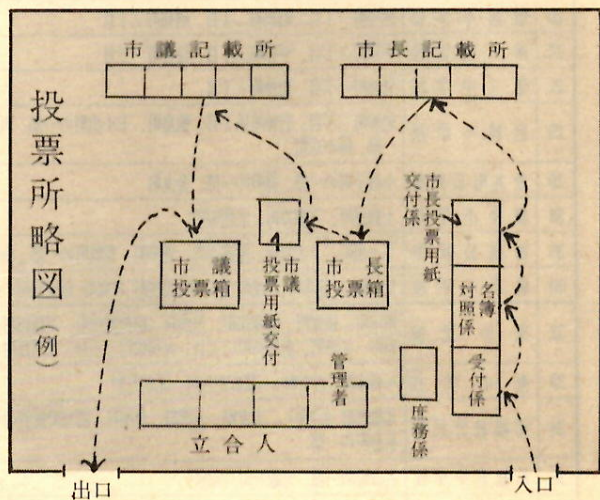 投票所略図(例)
市議記載所
市長記載所
市長投票用紙
交付係
市議
投票箱
市議
投票用紙交付
市長
投票箱
名簿
対照係
受付係
庶務係
管理者
立合人
出口
入口